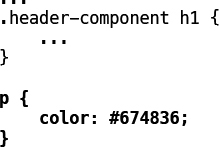 ...
.header-component h1 {
    ...
}

p {
    color: #674836;
}